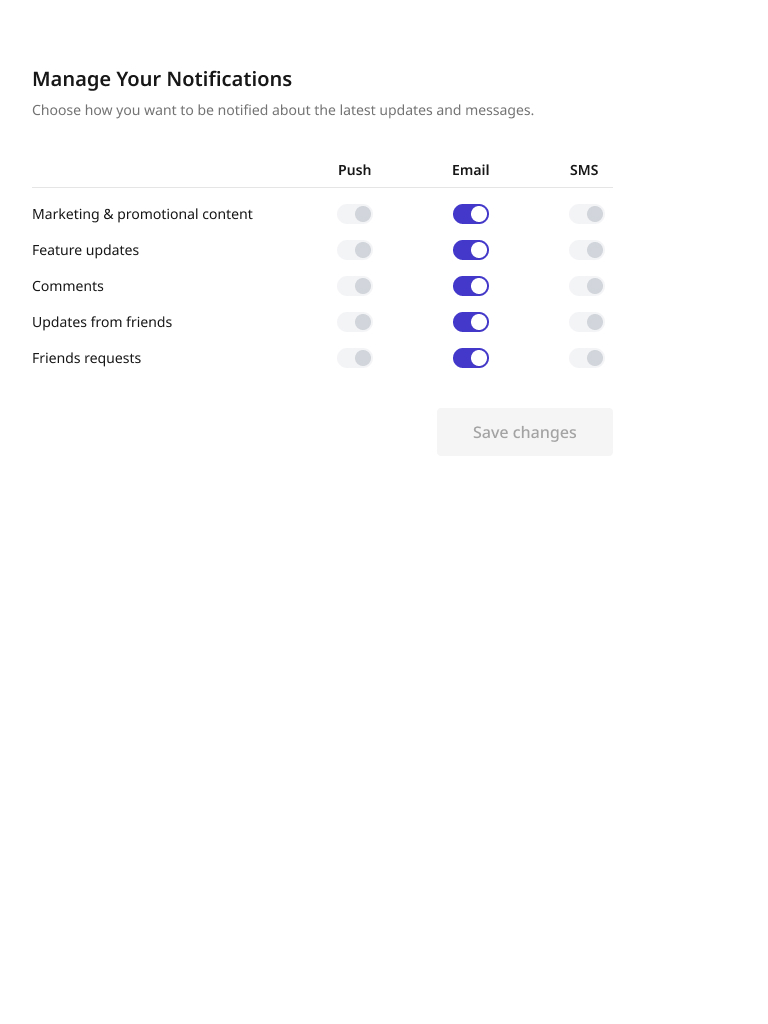 Manage Your Notifications
Choose how you want to be notified about the latest updates and messages.
Push Email SMS
Marketing & promotional content
Feature updates
Comments
Updates from friends
Friends requests
Save changes